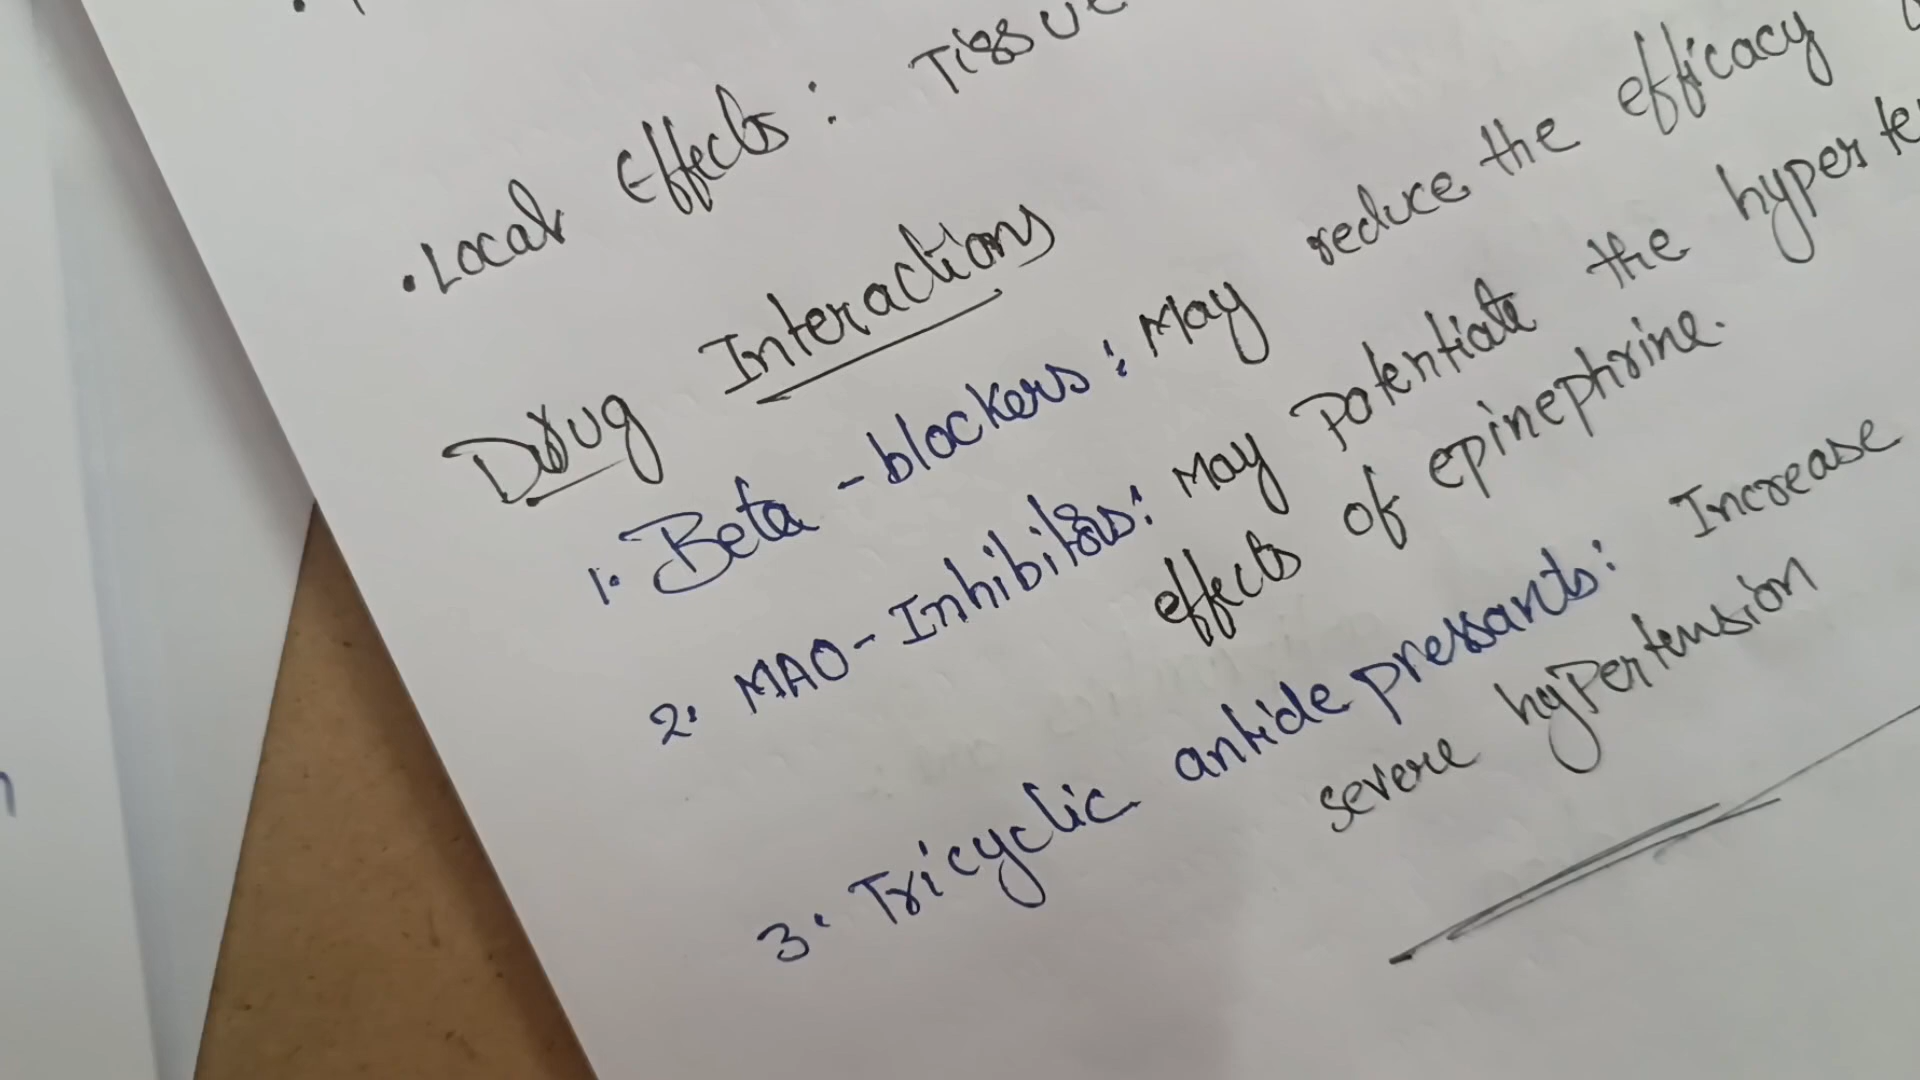 • Local Effects: Tissue
Drug Interactions
1. Beta-blockers: May reduce the efficacy
2. MAO-Inhibitors: May Potentiate the hyperte
effects of epinephrine.
3. Tricyclic antidepressants: Increase
severe hypertension